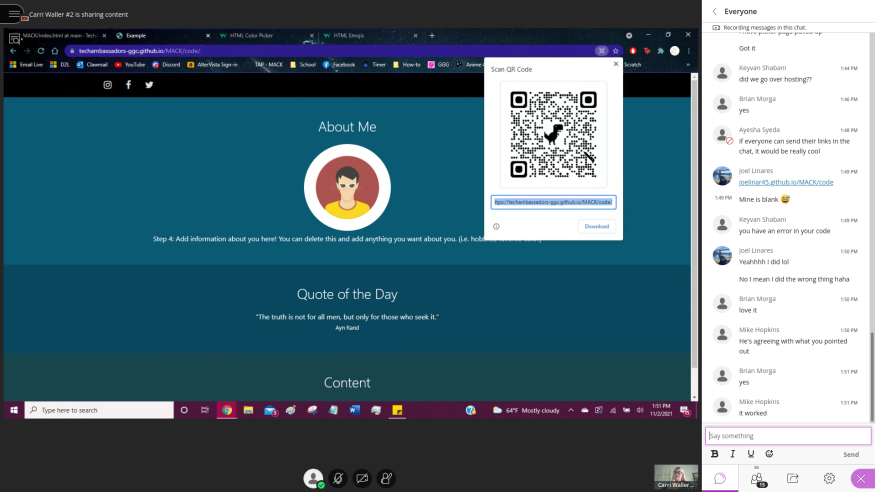 Carri Waller #2 is sharing content
MACK/index.html at main · Tech-
Example
HTML Color Picker
HTML Emojis
techambassadors-ggc.github.io/MACK/code/
Email Live
D2L
Clawmail
YouTube
Discord
AlterVista Sign-in
TAP - MACK
School
Facebook
Timer
How-to
GGG
Scratch
Scan QR Code
ttps://techambassadors-ggc.github.io/MACK/code/
Download
About Me
Step 4: Add information about you here! You can delete this and add anything you want about you. (i.e.
Quote of the Day
"The truth is not for all men, but only for those who seek it."
Ayn Rand
Content
Type here to search
64°F Mostly cloudy
1:51 PM
11/2/2021
Carri Waller...
Everyone
Recording messages in this chat.
Got it
Keyvan Shabani 1:44 PM
did we go over hosting??
Brian Morga 1:46 PM
yes
Ayesha Syeda 1:48 PM
if everyone can send their links in the
chat, it would be really cool
Joel Linares 1:49 PM
joelinar45.github.io/MACK/code
1:49 PM Mine is blank 😅
Keyvan Shabani 1:49 PM
you have an error in your code
Joel Linares 1:50 PM
Yeahhhh I did lol
No I mean I did the wrong thing haha
Brian Morga 1:50 PM
love it
Mike Hopkins 1:50 PM
He's agreeing with what you pointed
out
Brian Morga 1:51 PM
yes
Mike Hopkins 1:51 PM
it worked
Say something
B I U
Send
15